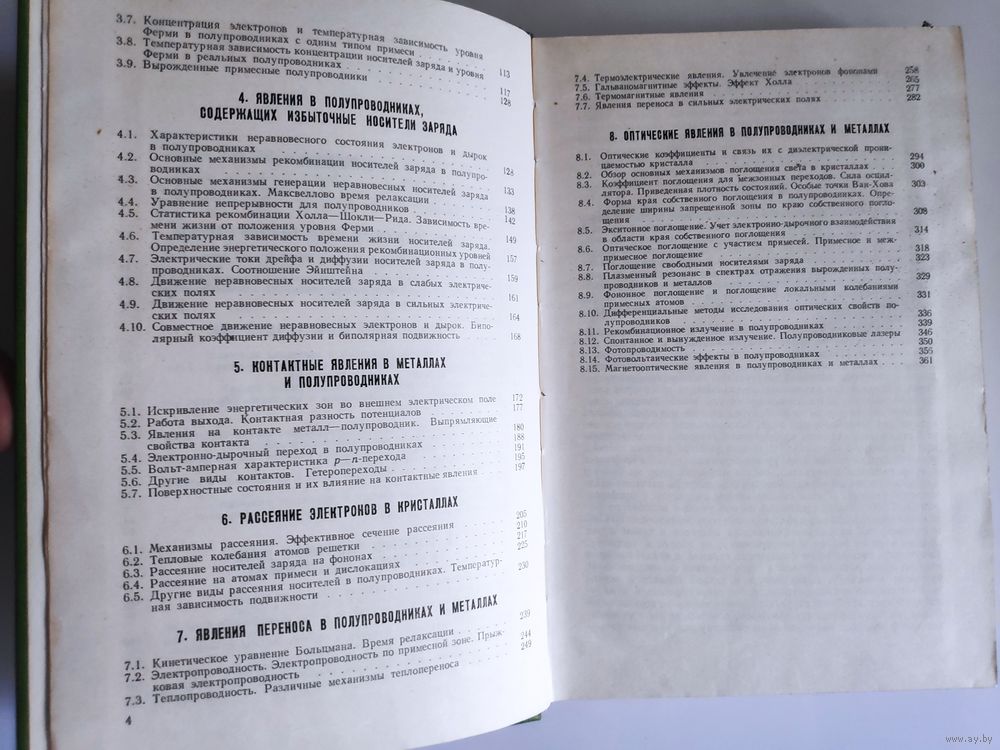 3.7. Концентрация электронов и температурная зависимость уровня
Ферми в полупроводниках с одним типом примеси . . . . . 113
3.8. Температурная зависимость концентрации носителей заряда и уровня
Ферми в реальных полупроводниках . . . . . 117
3.9. Вырожденные примесные полупроводники . . . . . 128
4. ЯВЛЕНИЯ В ПОЛУПРОВОДНИКАХ,
СОДЕРЖАЩИХ ИЗБЫТОЧНЫЕ НОСИТЕЛИ ЗАРЯДА
4.1. Характеристики неравновесного состояния электронов и дырок
в полупроводниках . . . . . 128
4.2. Основные механизмы рекомбинации носителей заряда в полупро-
водниках . . . . . 133
4.3. Основные механизмы генерации неравновесных носителей заряда
в полупроводниках. Максвеллово время релаксации . . . . . 138
4.4. Уравнение непрерывности для полупроводников . . . . . 142
4.5. Статистика рекомбинации Холла—Шокли—Рида. Зависимость вре-
мени жизни от положения уровня Ферми . . . . . 149
4.6. Температурная зависимость времени жизни носителей заряда.
Определение энергетического положения рекомбинационных уровней 157
4.7. Электрические токи дрейфа и диффузии носителей заряда в полу-
проводниках. Соотношение Эйнштейна . . . . . 159
4.8. Движение неравновесных носителей заряда в слабых электричес-
ких полях . . . . . 161
4.9. Движение неравновесных носителей заряда в сильных электричес-
ких полях . . . . . 164
4.10. Совместное движение неравновесных электронов и дырок. Бипо-
лярный коэффициент диффузии и биполярная подвижность . . . 168
5. КОНТАКТНЫЕ ЯВЛЕНИЯ В МЕТАЛЛАХ
И ПОЛУПРОВОДНИКАХ
5.1. Искривление энергетических зон во внешнем электрическом поле 172
5.2. Работа выхода. Контактная разность потенциалов . . . . . 177
5.3. Явления на контакте металл—полупроводник. Выпрямляющие
свойства контакта . . . . . 180
5.4. Электронно-дырочный переход в полупроводниках . . . . . 188
5.5. Вольт-амперная характеристика p—n-перехода . . . . . 191
5.6. Другие виды контактов. Гетеропереходы . . . . . 195
5.7. Поверхностные состояния и их влияние на контактные явления . 197
6. РАССЕЯНИЕ ЭЛЕКТРОНОВ В КРИСТАЛЛАХ
6.1. Механизмы рассеяния. Эффективное сечение рассеяния . . . . . 205
6.2. Тепловые колебания атомов решетки . . . . . 210
6.3. Рассеяние носителей заряда на фононах . . . . . 217
6.4. Рассеяние на атомах примеси и дислокациях . . . . . 225
6.5. Другие виды рассеяния носителей в полупроводниках. Температур-
ная зависимость подвижности . . . . . 230
7. ЯВЛЕНИЯ ПЕРЕНОСА В ПОЛУПРОВОДНИКАХ И МЕТАЛЛАХ
7.1. Кинетическое уравнение Больцмана. Время релаксации . . . . . 239
7.2. Электропроводность. Электропроводность по примесной зоне. Прыж-
ковая электропроводность . . . . . 244
7.3. Теплопроводность. Различные механизмы теплопереноса . . . . . 249
4
7.4. Термоэлектрические явления. Увлечение электронов фононами 258
7.5. Гальваномагнитные эффекты. Эффект Холла . . . . . 265
7.6. Термомагнитные явления . . . . . 277
7.7. Явления переноса в сильных электрических полях . . . . . 282
8. ОПТИЧЕСКИЕ ЯВЛЕНИЯ В ПОЛУПРОВОДНИКАХ И МЕТАЛЛАХ
8.1. Оптические коэффициенты и связь их с диэлектрической прони-
цаемостью кристалла . . . . . 294
8.2. Обзор основных механизмов поглощения света в кристаллах . . 300
8.3. Коэффициент поглощения для межзонных переходов. Сила осцил-
лятора. Приведенная плотность состояний. Особые точки Ван-Хова 303
8.4. Форма края собственного поглощения в полупроводниках. Опре-
деление ширины запрещенной зоны по краю собственного погло-
щения . . . . . 308
8.5. Экситонное поглощение. Учет электронно-дырочного взаимодействия
в области края собственного поглощения . . . . . 314
8.6. Оптическое поглощение с участием примесей. Примесное и меж-
примесное поглощение . . . . . 318
8.7. Поглощение свободными носителями заряда . . . . . 323
8.8. Плазменный резонанс в спектрах отражения вырожденных полу-
проводников и металлов . . . . . 329
8.9. Фононное поглощение и поглощение локальными колебаниями
примесных атомов . . . . . 331
8.10. Дифференциальные методы исследования оптических свойств по-
лупроводников . . . . . 336
8.11. Рекомбинационное излучение в полупроводниках . . . . . 339
8.12. Спонтанное и вынужденное излучение. Полупроводниковые лазеры 346
8.13. Фотопроводимость . . . . . 350
8.14. Фотовольтаические эффекты в полупроводниках . . . . . 356
8.15. Магнетооптические явления в полупроводниках и металлах . . . 361
www.ay.by